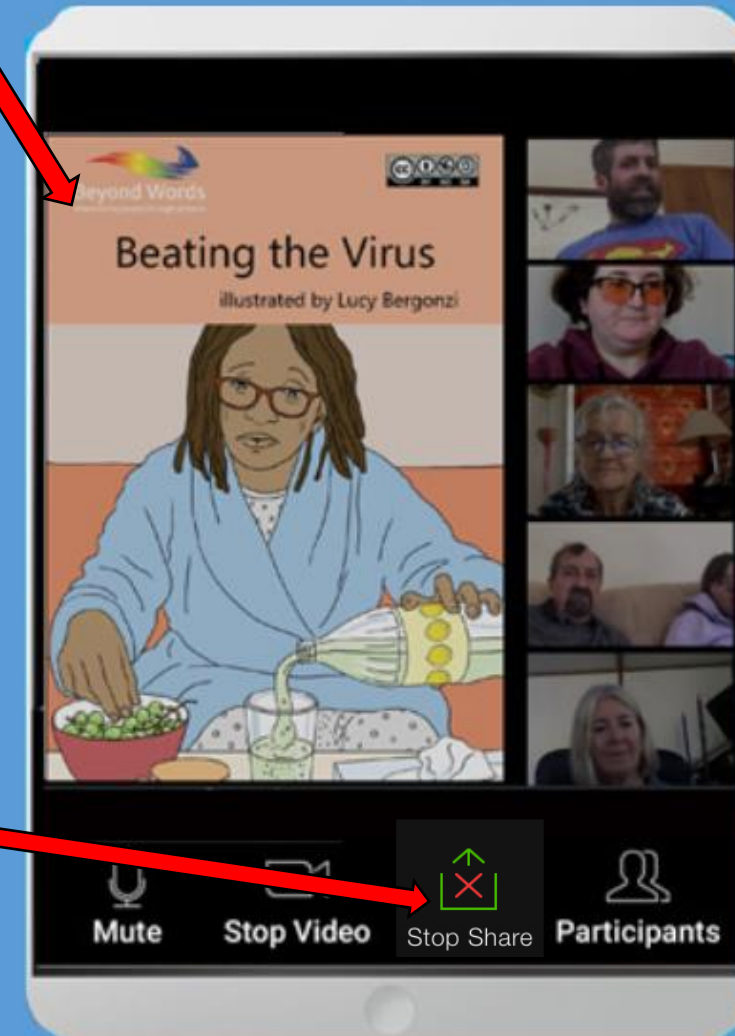 Beyond Words
Beating the Virus
illustrated by Lucy Bergonzi
Mute
Stop Video
Stop Share
Participants